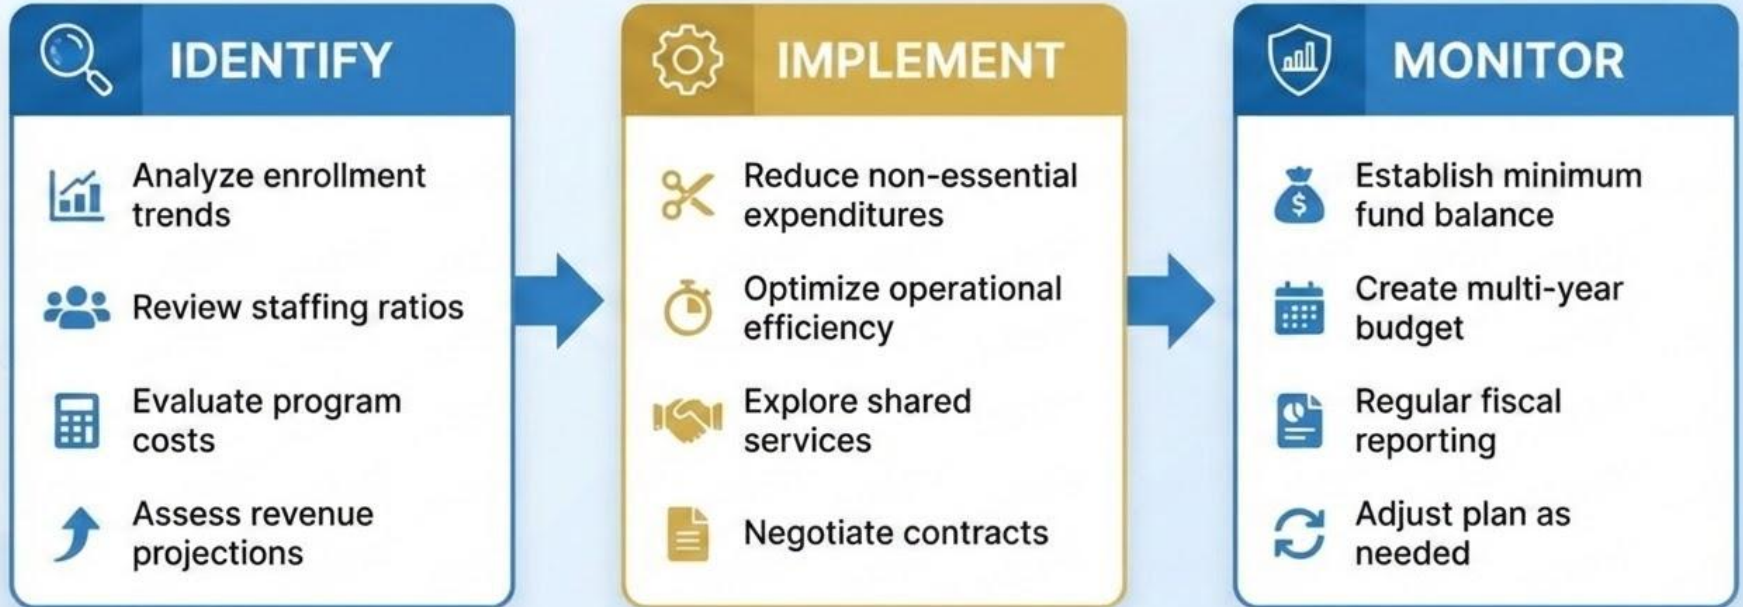 IDENTIFY
Analyze enrollment
trends
Review staffing ratios
Evaluate program
costs
Assess revenue
projections
IMPLEMENT
Reduce non-essential
expenditures
Optimize operational
efficiency
Explore shared
services
Negotiate contracts
MONITOR
$
Establish minimum
fund balance
Create multi-year
budget
Regular fiscal
reporting
Adjust plan as
needed